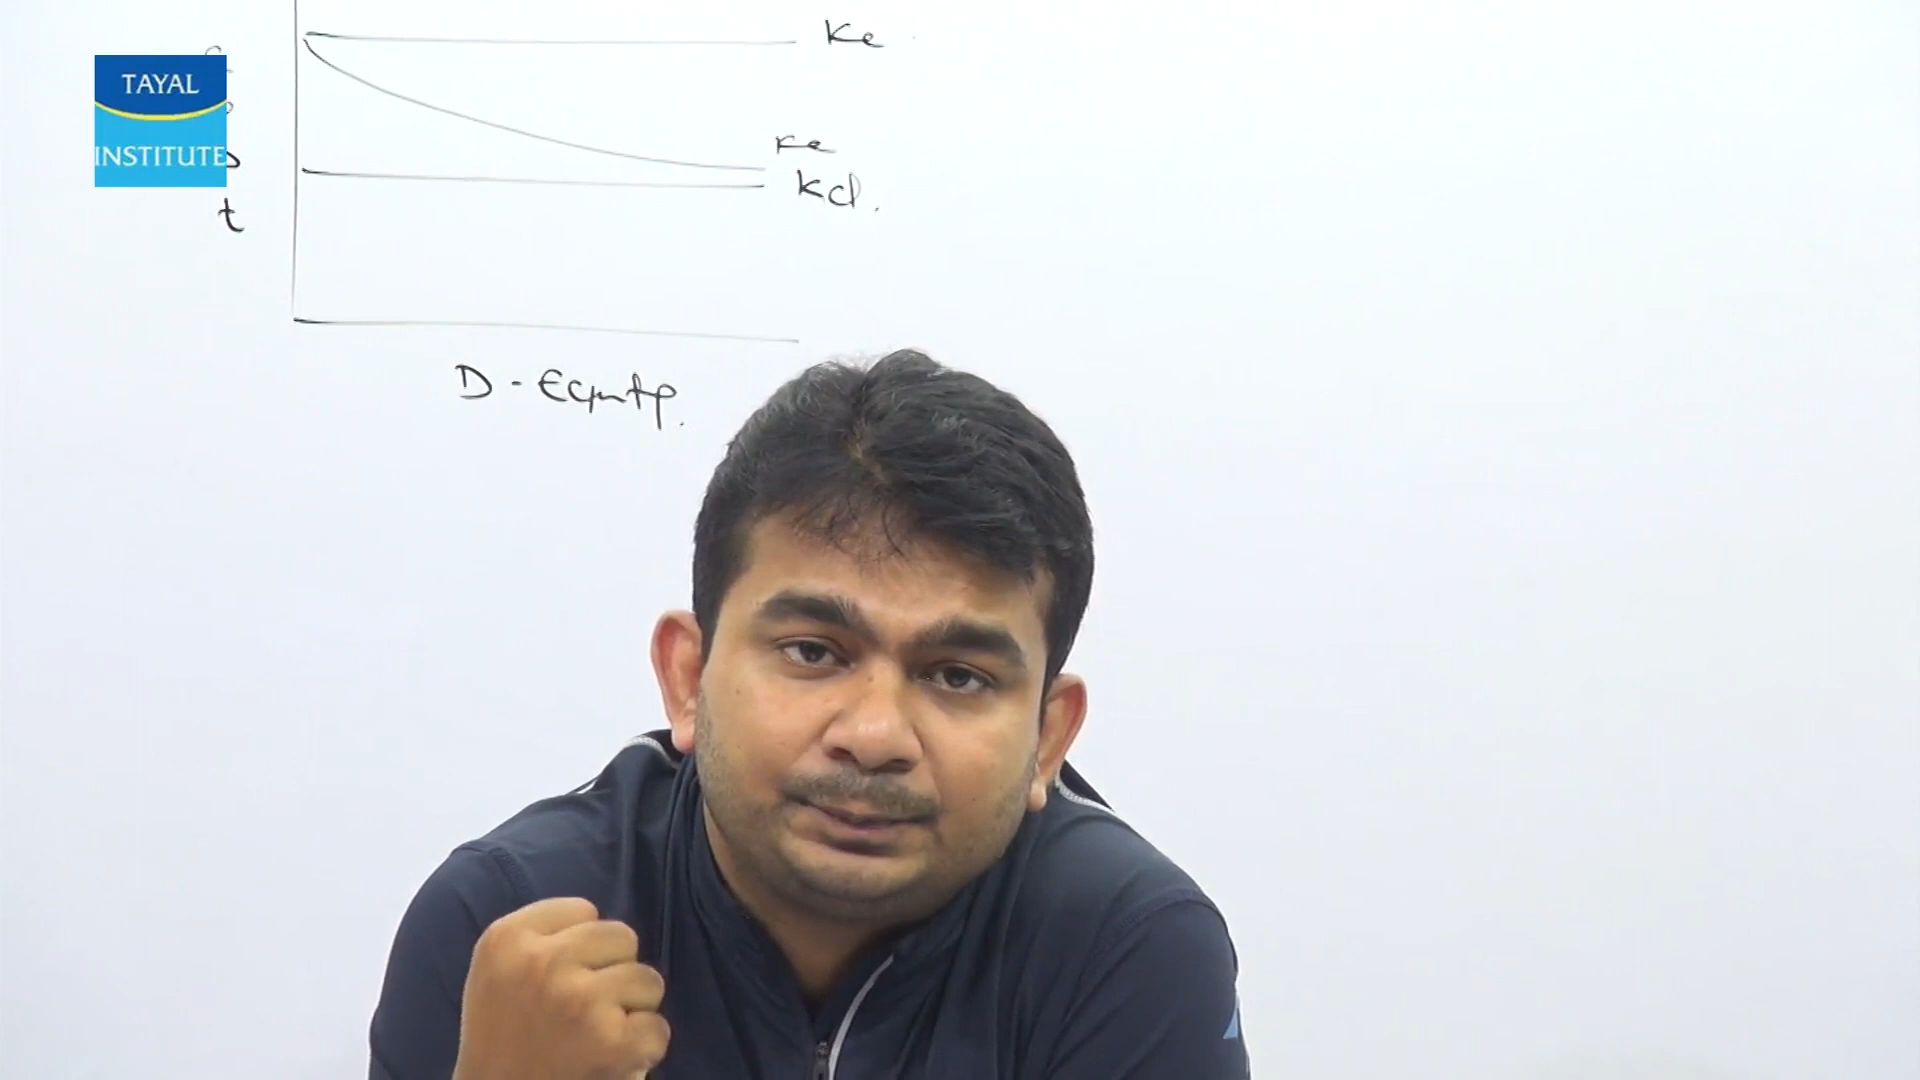 Ke
TAYAL
INSTITUTE
Ke
Kd.
t
D - Equity.